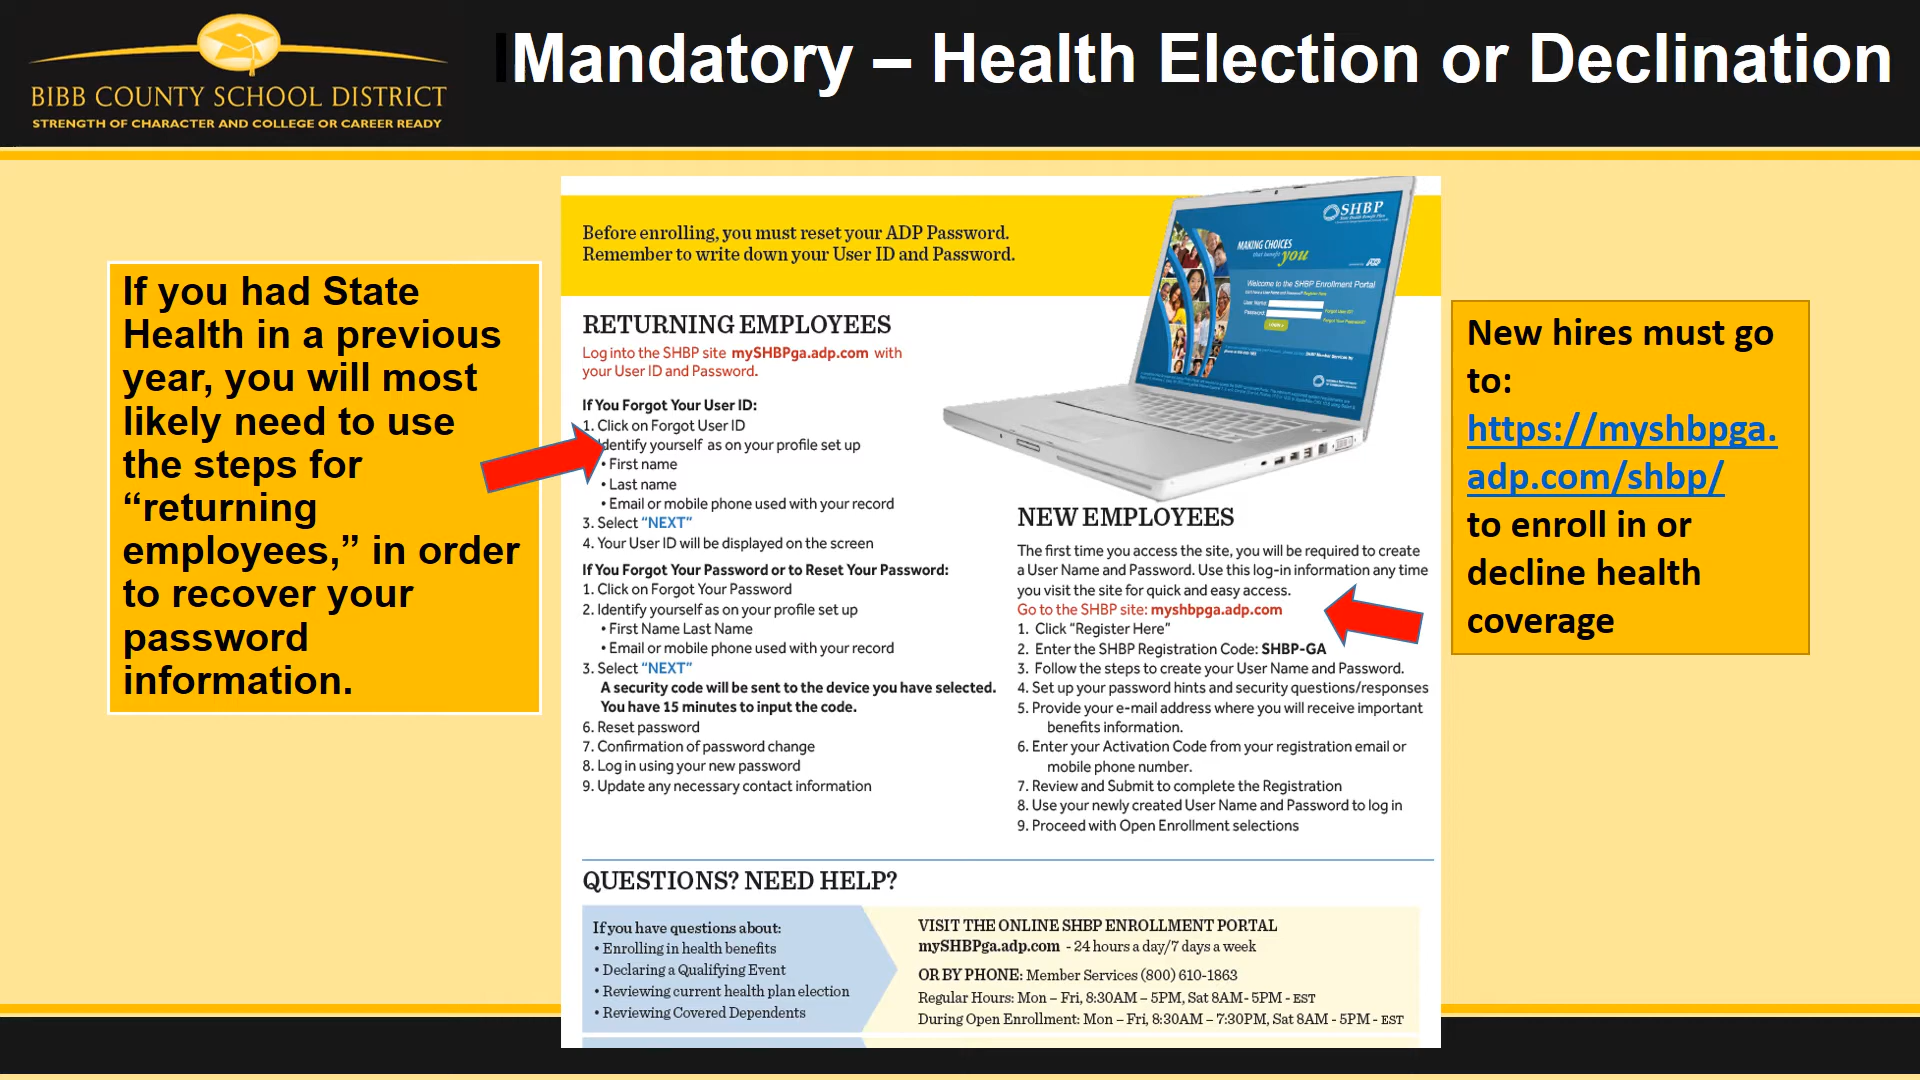 BIBB COUNTY SCHOOL DISTRICT
STRENGTH OF CHARACTER AND COLLEGE OR CAREER READY
Mandatory – Health Election or Declination
If you had State
Health in a previous
year, you will most
likely need to use
the steps for
“returning
employees,” in order
to recover your
password
information.
Before enrolling, you must reset your ADP Password.
Remember to write down your User ID and Password.
RETURNING EMPLOYEES
Log into the SHBP site mySHBPga.adp.com with
your User ID and Password.
If You Forgot Your User ID:
1. Click on Forgot User ID
identify yourself as on your profile set up
• First name
• Last name
• Email or mobile phone used with your record
3. Select “NEXT”
4. Your User ID will be displayed on the screen
If You Forgot Your Password or to Reset Your Password:
1. Click on Forgot Your Password
2. Identify yourself as on your profile set up
• First Name Last Name
• Email or mobile phone used with your record
3. Select “NEXT”
A security code will be sent to the device you have selected.
You have 15 minutes to input the code.
6. Reset password
7. Confirmation of password change
8. Log in using your new password
9. Update any necessary contact information
SHBP
MAKING CHOICES
that benefit you
ADP
Welcome to the SHBP Enrollment Portal
User Name:
Password:
Forgot User ID?
Forgot Your Password?
LOGIN
NEW EMPLOYEES
The first time you access the site, you will be required to create
a User Name and Password. Use this log-in information any time
you visit the site for quick and easy access.
Go to the SHBP site: myshbpga.adp.com
1. Click “Register Here”
2. Enter the SHBP Registration Code: SHBP-GA
3. Follow the steps to create your User Name and Password.
4. Set up your password hints and security questions/responses
5. Provide your e-mail address where you will receive important
benefits information.
6. Enter your Activation Code from your registration email or
mobile phone number.
7. Review and Submit to complete the Registration
8. Use your newly created User Name and Password to log in
9. Proceed with Open Enrollment selections
New hires must go
to:
https://myshbpga.
adp.com/shbp/
to enroll in or
decline health
coverage
QUESTIONS? NEED HELP?
If you have questions about:
• Enrolling in health benefits
• Declaring a Qualifying Event
• Reviewing current health plan election
• Reviewing Covered Dependents
VISIT THE ONLINE SHBP ENROLLMENT PORTAL
mySHBPga.adp.com - 24 hours a day/7 days a week
OR BY PHONE: Member Services (800) 610-1863
Regular Hours: Mon – Fri, 8:30AM – 5PM, Sat 8AM- 5PM - EST
During Open Enrollment: Mon – Fri, 8:30AM – 7:30PM, Sat 8AM - 5PM - EST